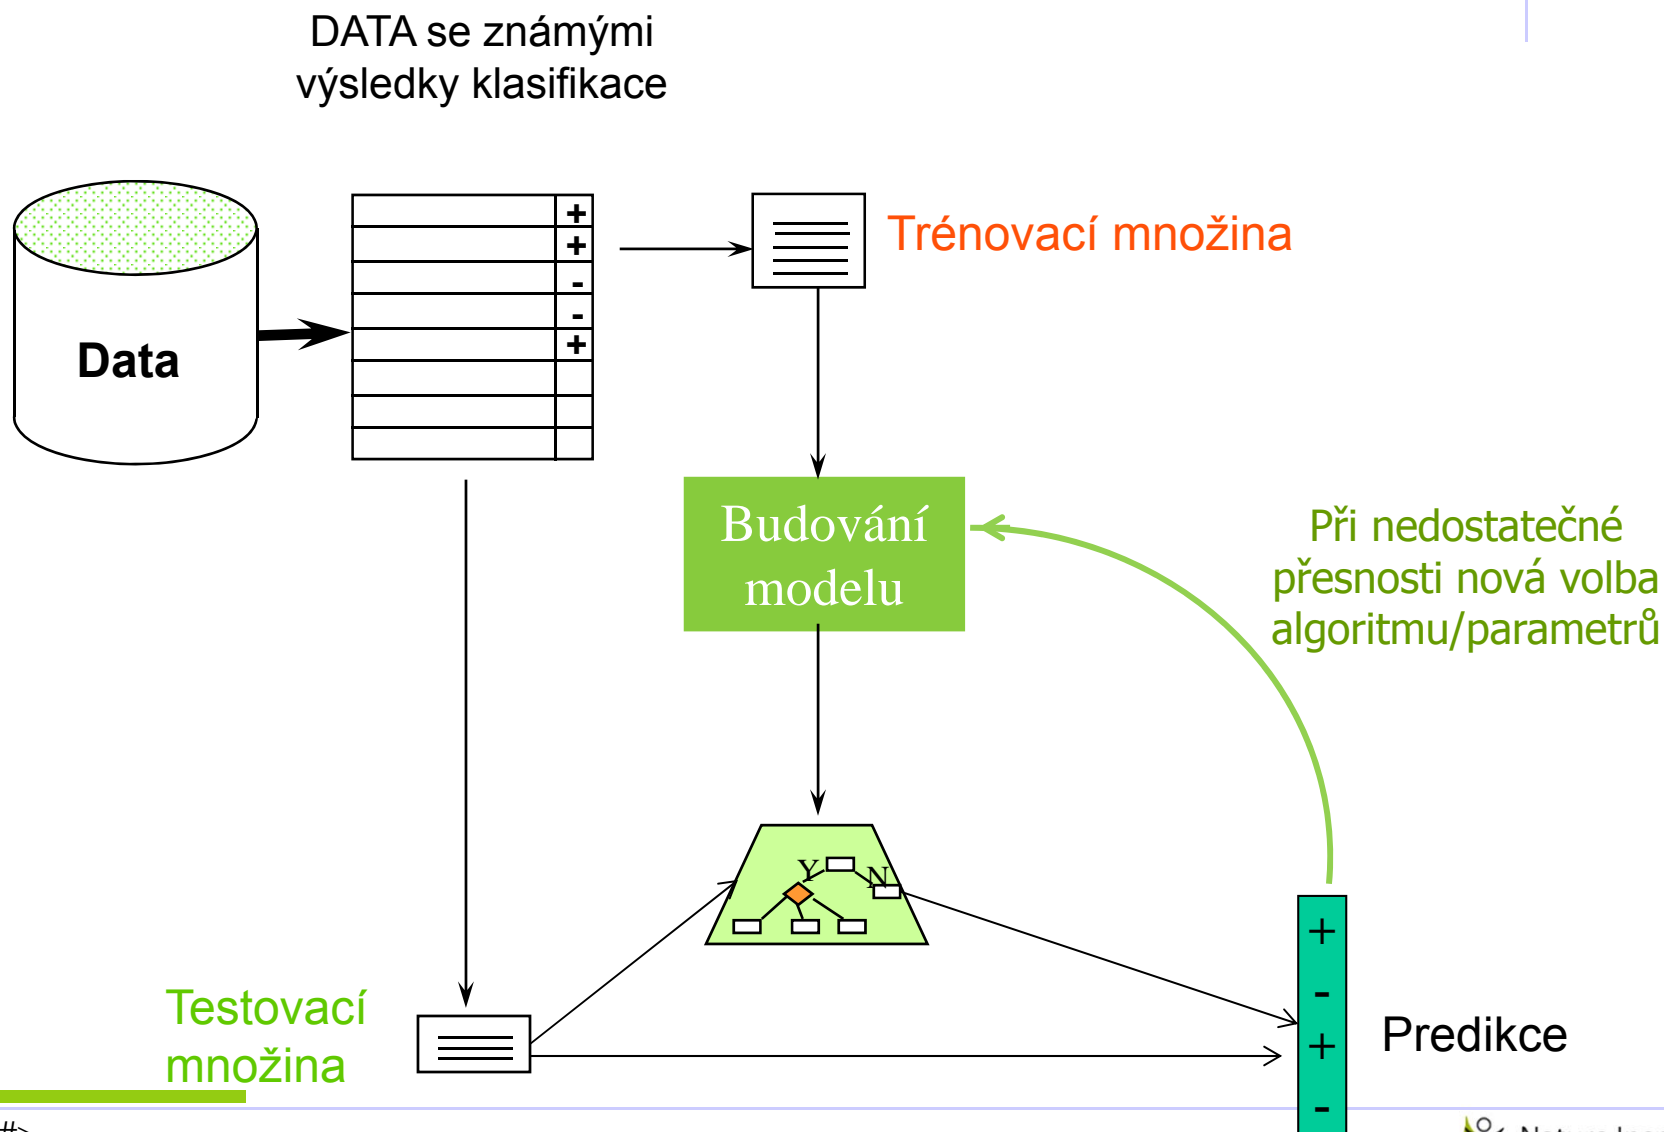 DATA se známými
výsledky klasifikace
Data
+
+
-
-
+
Trénovací množina
Budování
modelu
Při nedostatečné
přesnosti nová volba
algoritmu/parametrů
Y
N
Testovací
množina
+
-
+
-
Predikce